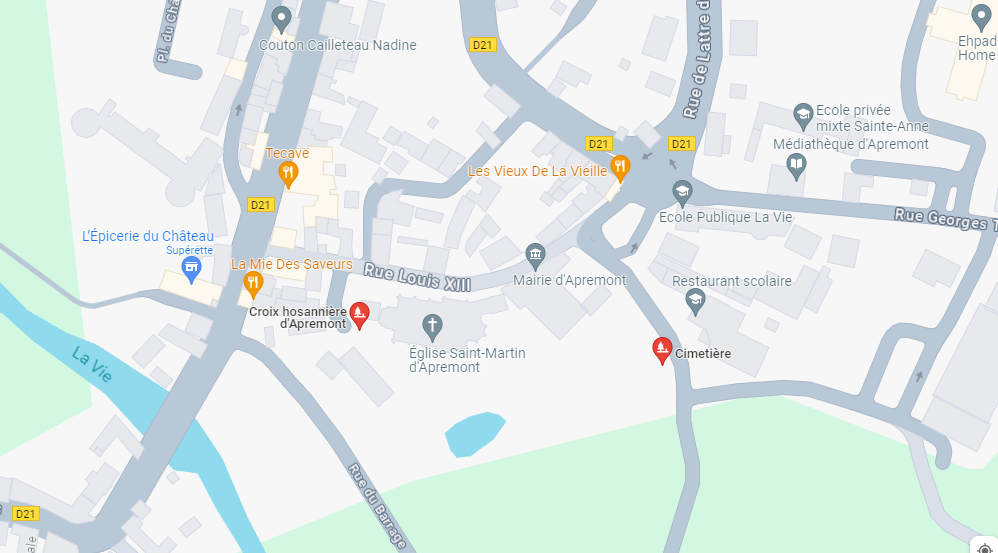 Pl. du Châ
Couton Cailleteau Nadine
D21
Rue de Lattre d
Ehpad
Home
Ecole privée
mixte Sainte-Anne
Médiathèque d'Apremont
D21
D21
Tecave
Les Vieux De La Vieille
D21
Ecole Publique La Vie
Rue Georges T
L'Épicerie du Château
Supérette
La Mie Des Saveurs
Rue Louis XIII
Mairie d'Apremont
Restaurant scolaire
Croix hosannière
d'Apremont
Église Saint-Martin
d'Apremont
Cimetière
La Vie
Rue du Barrage
D21
ale